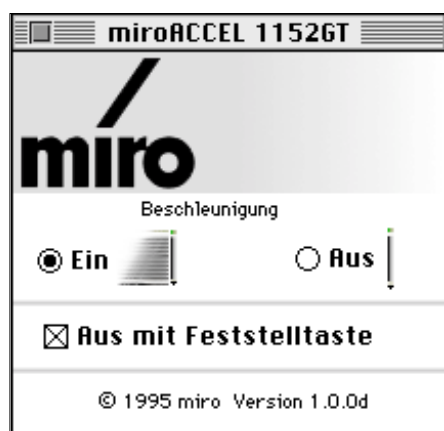 miroACCEL 1152GT
miro
Beschleunigung
Ein Aus
Aus mit Feststelltaste
© 1995 miro Version 1.0.0d